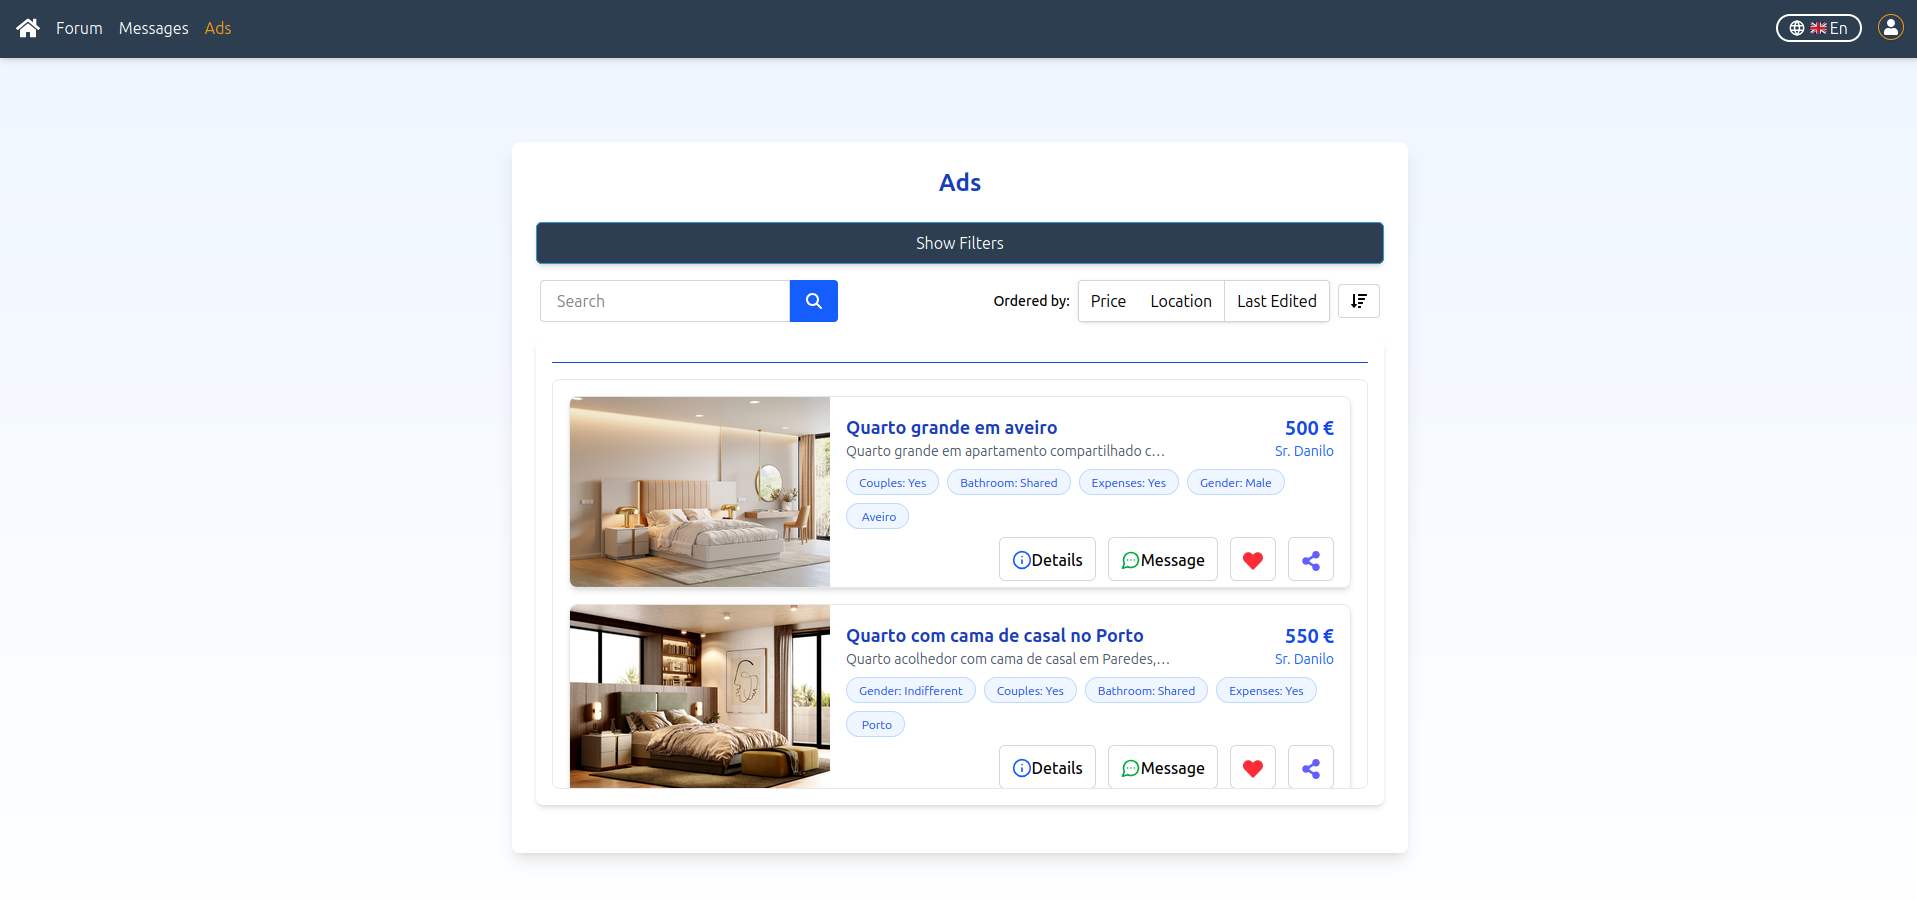 Forum Messages Ads En
Ads
Show Filters
Search Ordered by: Price Location Last Edited
Quarto grande em aveiro 500 €
Quarto grande em apartamento compartilhado c... Sr. Danilo
Couples: Yes Bathroom: Shared Expenses: Yes Gender: Male
Aveiro
Details Message
Quarto com cama de casal no Porto 550 €
Quarto acolhedor com cama de casal em Paredes,... Sr. Danilo
Gender: Indifferent Couples: Yes Bathroom: Shared Expenses: Yes
Porto
Details Message